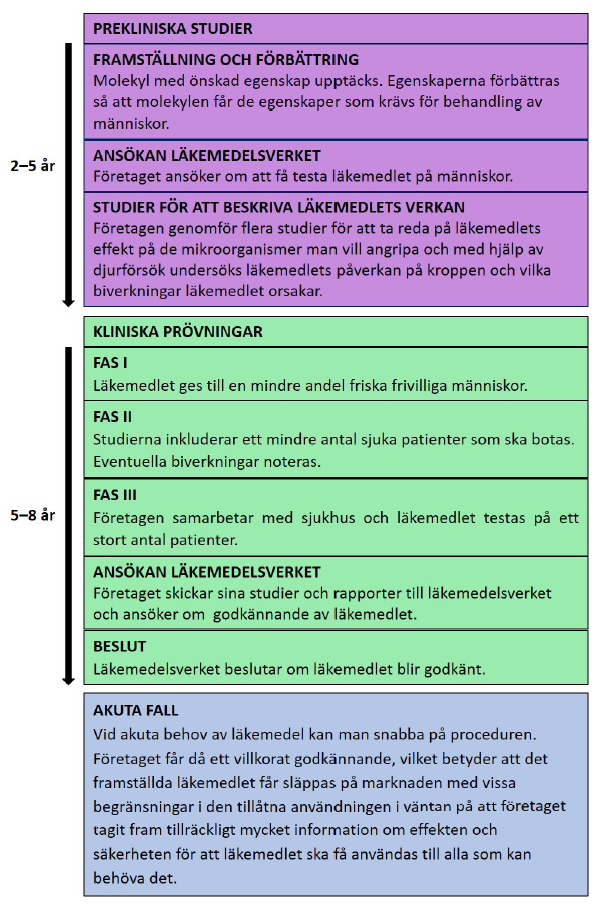 PREKLINISKA STUDIER
FRAMSTÄLLNING OCH FÖRBÄTTRING
Molekyl med önskad egenskap upptäcks. Egenskaperna förbättras
så att molekylen får de egenskaper som krävs för behandling av
människor.
2–5 år
ANSÖKAN LÄKEMEDELSVERKET
Företaget ansöker om att få testa läkemedlet på människor.
STUDIER FÖR ATT BESKRIVA LÄKEMEDLETS VERKAN
Företagen genomför flera studier för att ta reda på läkemedlets
effekt på de mikroorganismer man vill angripa och med hjälp av
djurförsök undersöks läkemedlets påverkan på kroppen och vilka
biverkningar läkemedlet orsakar.
KLINISKA PRÖVNINGAR
FAS I
Läkemedlet ges till en mindre andel friska frivilliga människor.
FAS II
Studierna inkluderar ett mindre antal sjuka patienter som ska botas.
Eventuella biverkningar noteras.
5–8 år
FAS III
Företagen samarbetar med sjukhus och läkemedlet testas på ett
stort antal patienter.
ANSÖKAN LÄKEMEDELSVERKET
Företaget skickar sina studier och rapporter till läkemedelsverket
och ansöker om godkännande av läkemedlet.
BESLUT
Läkemedelsverket beslutar om läkemedlet blir godkänt.
AKUTA FALL
Vid akuta behov av läkemedel kan man snabba på proceduren.
Företaget får då ett villkorat godkännande, vilket betyder att det
framställda läkemedlet får släppas på marknaden med vissa
begränsningar i den tillåtna användningen i väntan på att företaget
tagit fram tillräckligt mycket information om effekten och
säkerheten för att läkemedlet ska få användas till alla som kan
behöva det.